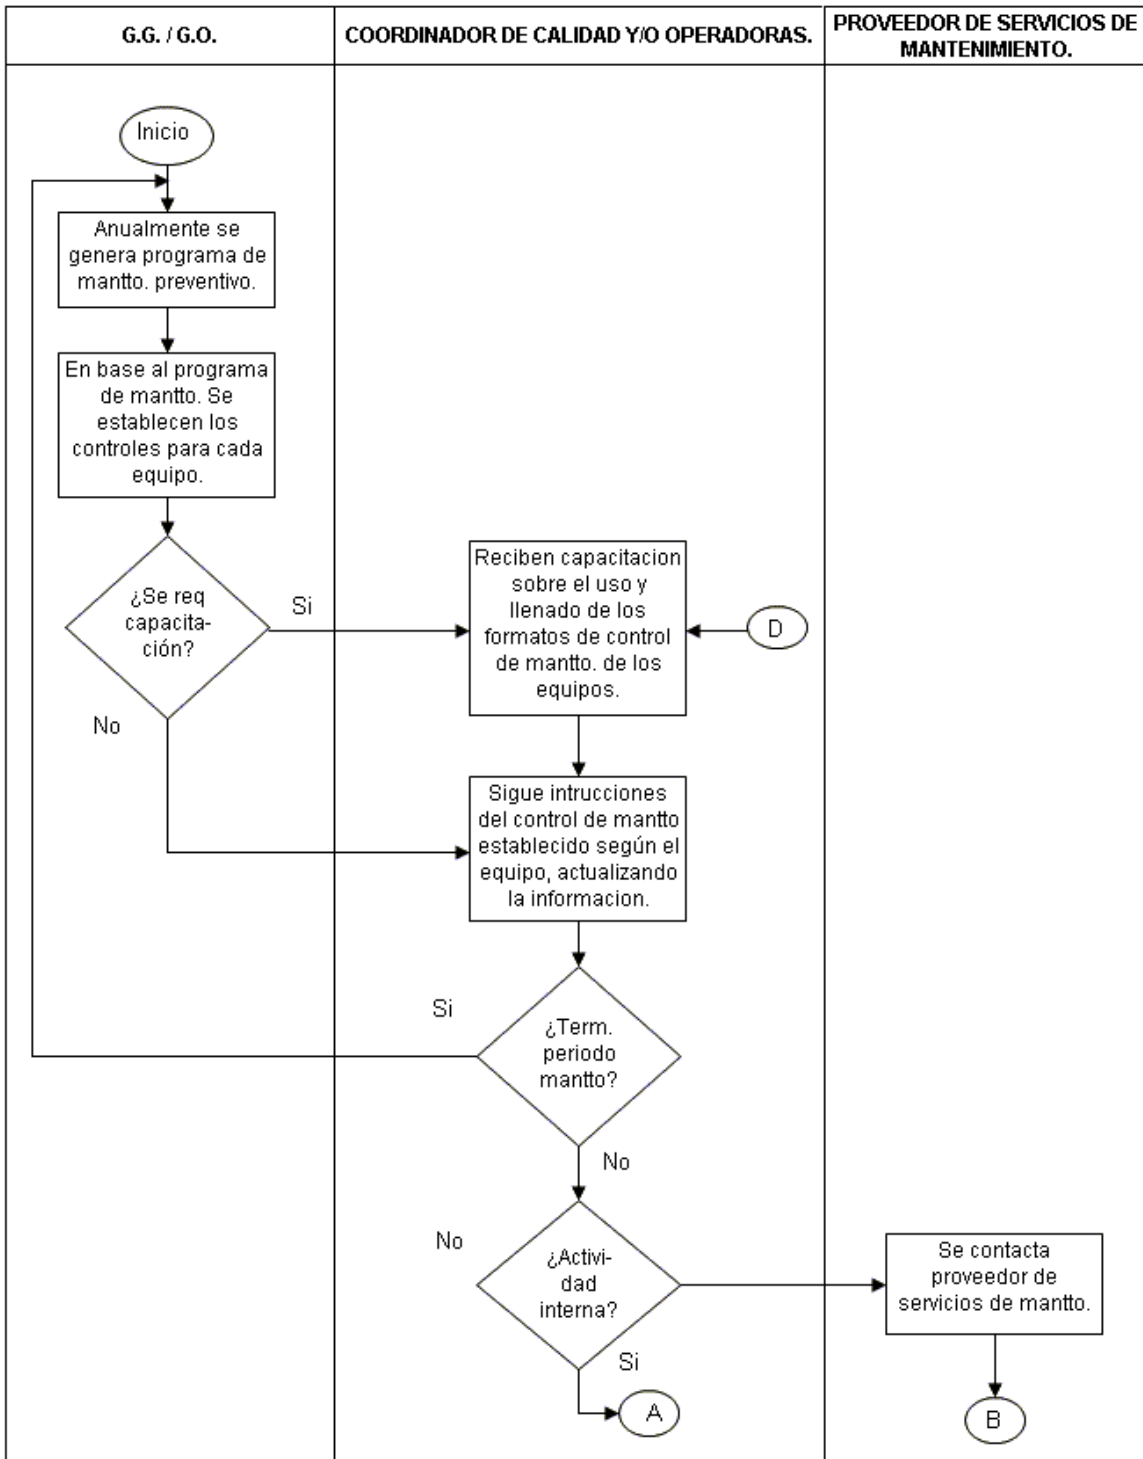 G.G. / G.O.
COORDINADOR DE CALIDAD Y/O OPERADORAS.
PROVEEDOR DE SERVICIOS DE
MANTENIMIENTO.
Inicio
Anualmente se
genera programa de
mantto. preventivo.
En base al programa
de mantto. Se
establecen los
controles para cada
equipo.
¿Se req
capacita-
ción?
Si
No
Reciben capacitacion
sobre el uso y
llenado de los
formatos de control
de mantto. de los
equipos.
D
Sigue intrucciones
del control de mantto
establecido según el
equipo, actualizando
la informacion.
Si
¿Term.
periodo
mantto?
No
No
¿Activi-
dad
interna?
Si
A
Se contacta
proveedor de
servicios de mantto.
B